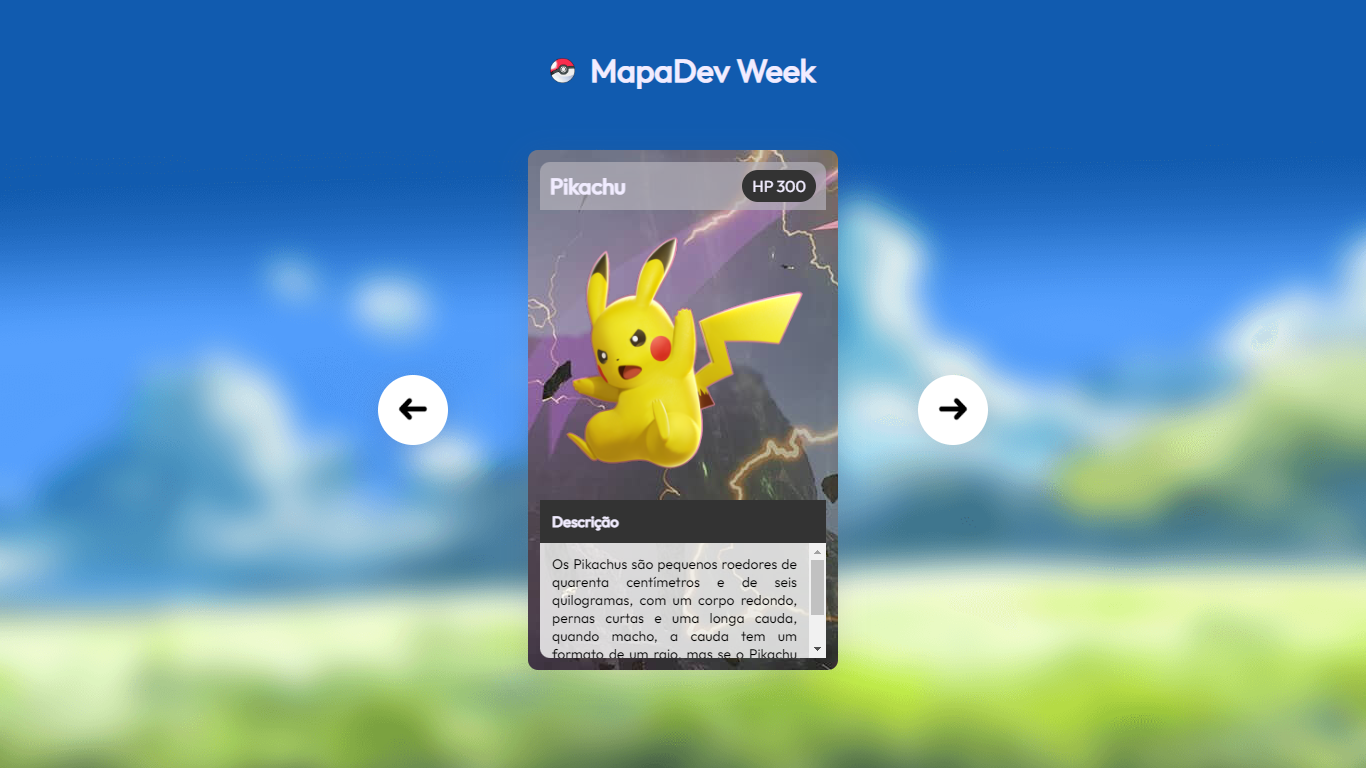 MapaDev Week
Pikachu
HP 300
Descrição
Os Pikachus são pequenos roedores de
quarenta centímetros e de seis
quilogramas, com um corpo redondo,
pernas curtas e uma longa cauda,
quando macho, a cauda tem um
formato de um raio, mas se o Pikachu